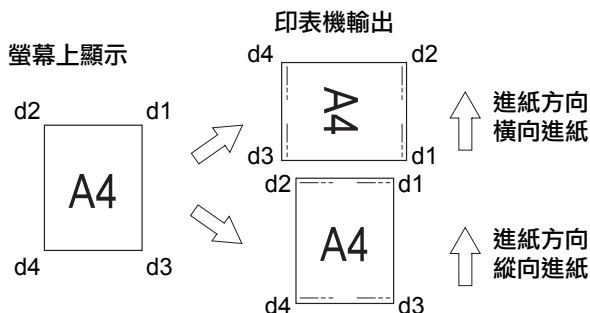 印表機輸出
螢幕上顯示
d4 d2
A4
d3 d1
進紙方向
橫向進紙
d2 d1
A4
d4 d3
d2 d1
A4
d4 d3
進紙方向
縱向進紙